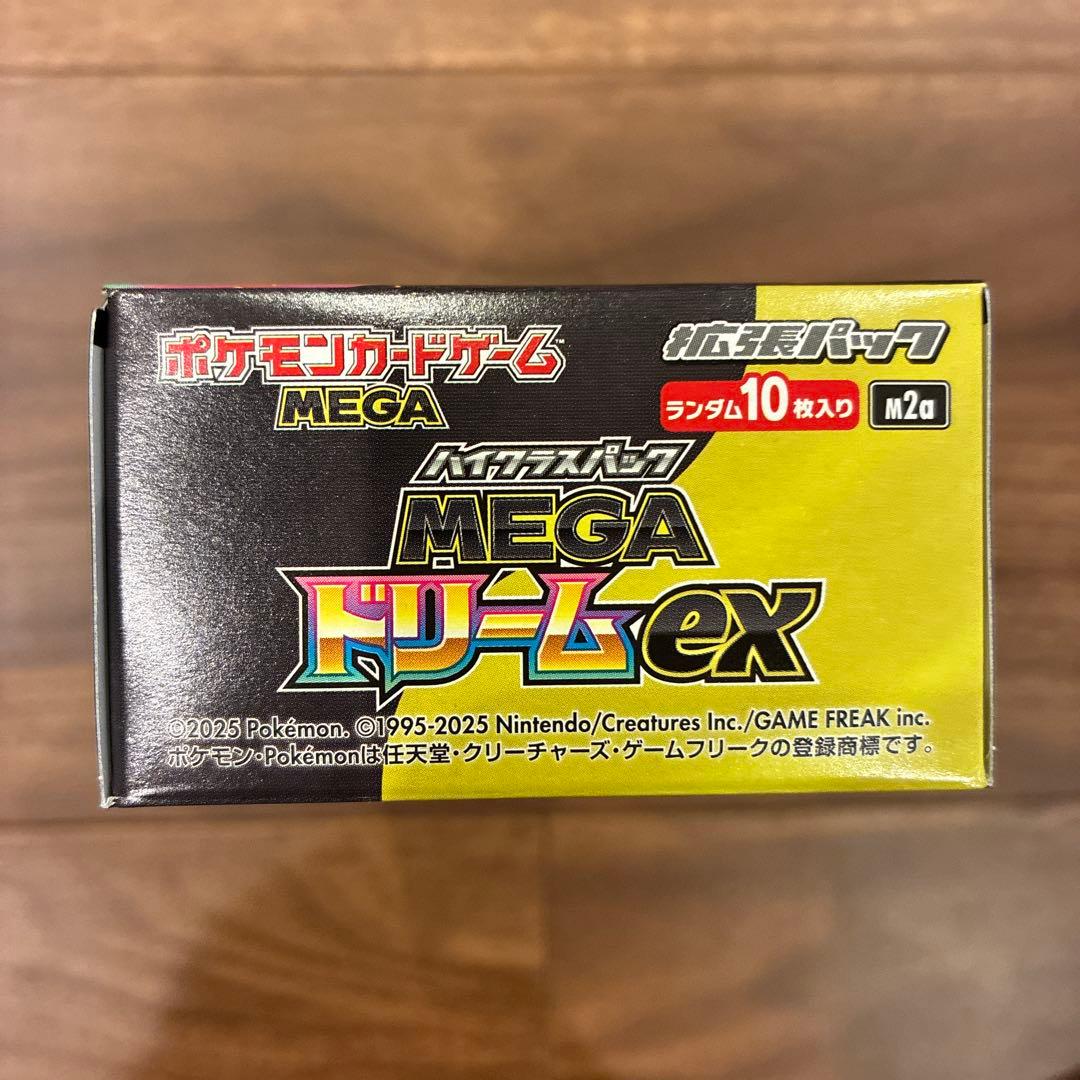 ポケモンカードゲーム™
MEGA
拡張パック
ランダム10枚入り M2a
ハイクラスパック
MEGA
ドリームex
©2025 Pokémon. ©1995-2025 Nintendo/Creatures Inc./GAME FREAK inc.
ポケモン・Pokémonは任天堂・クリーチャーズ・ゲームフリークの登録商標です。